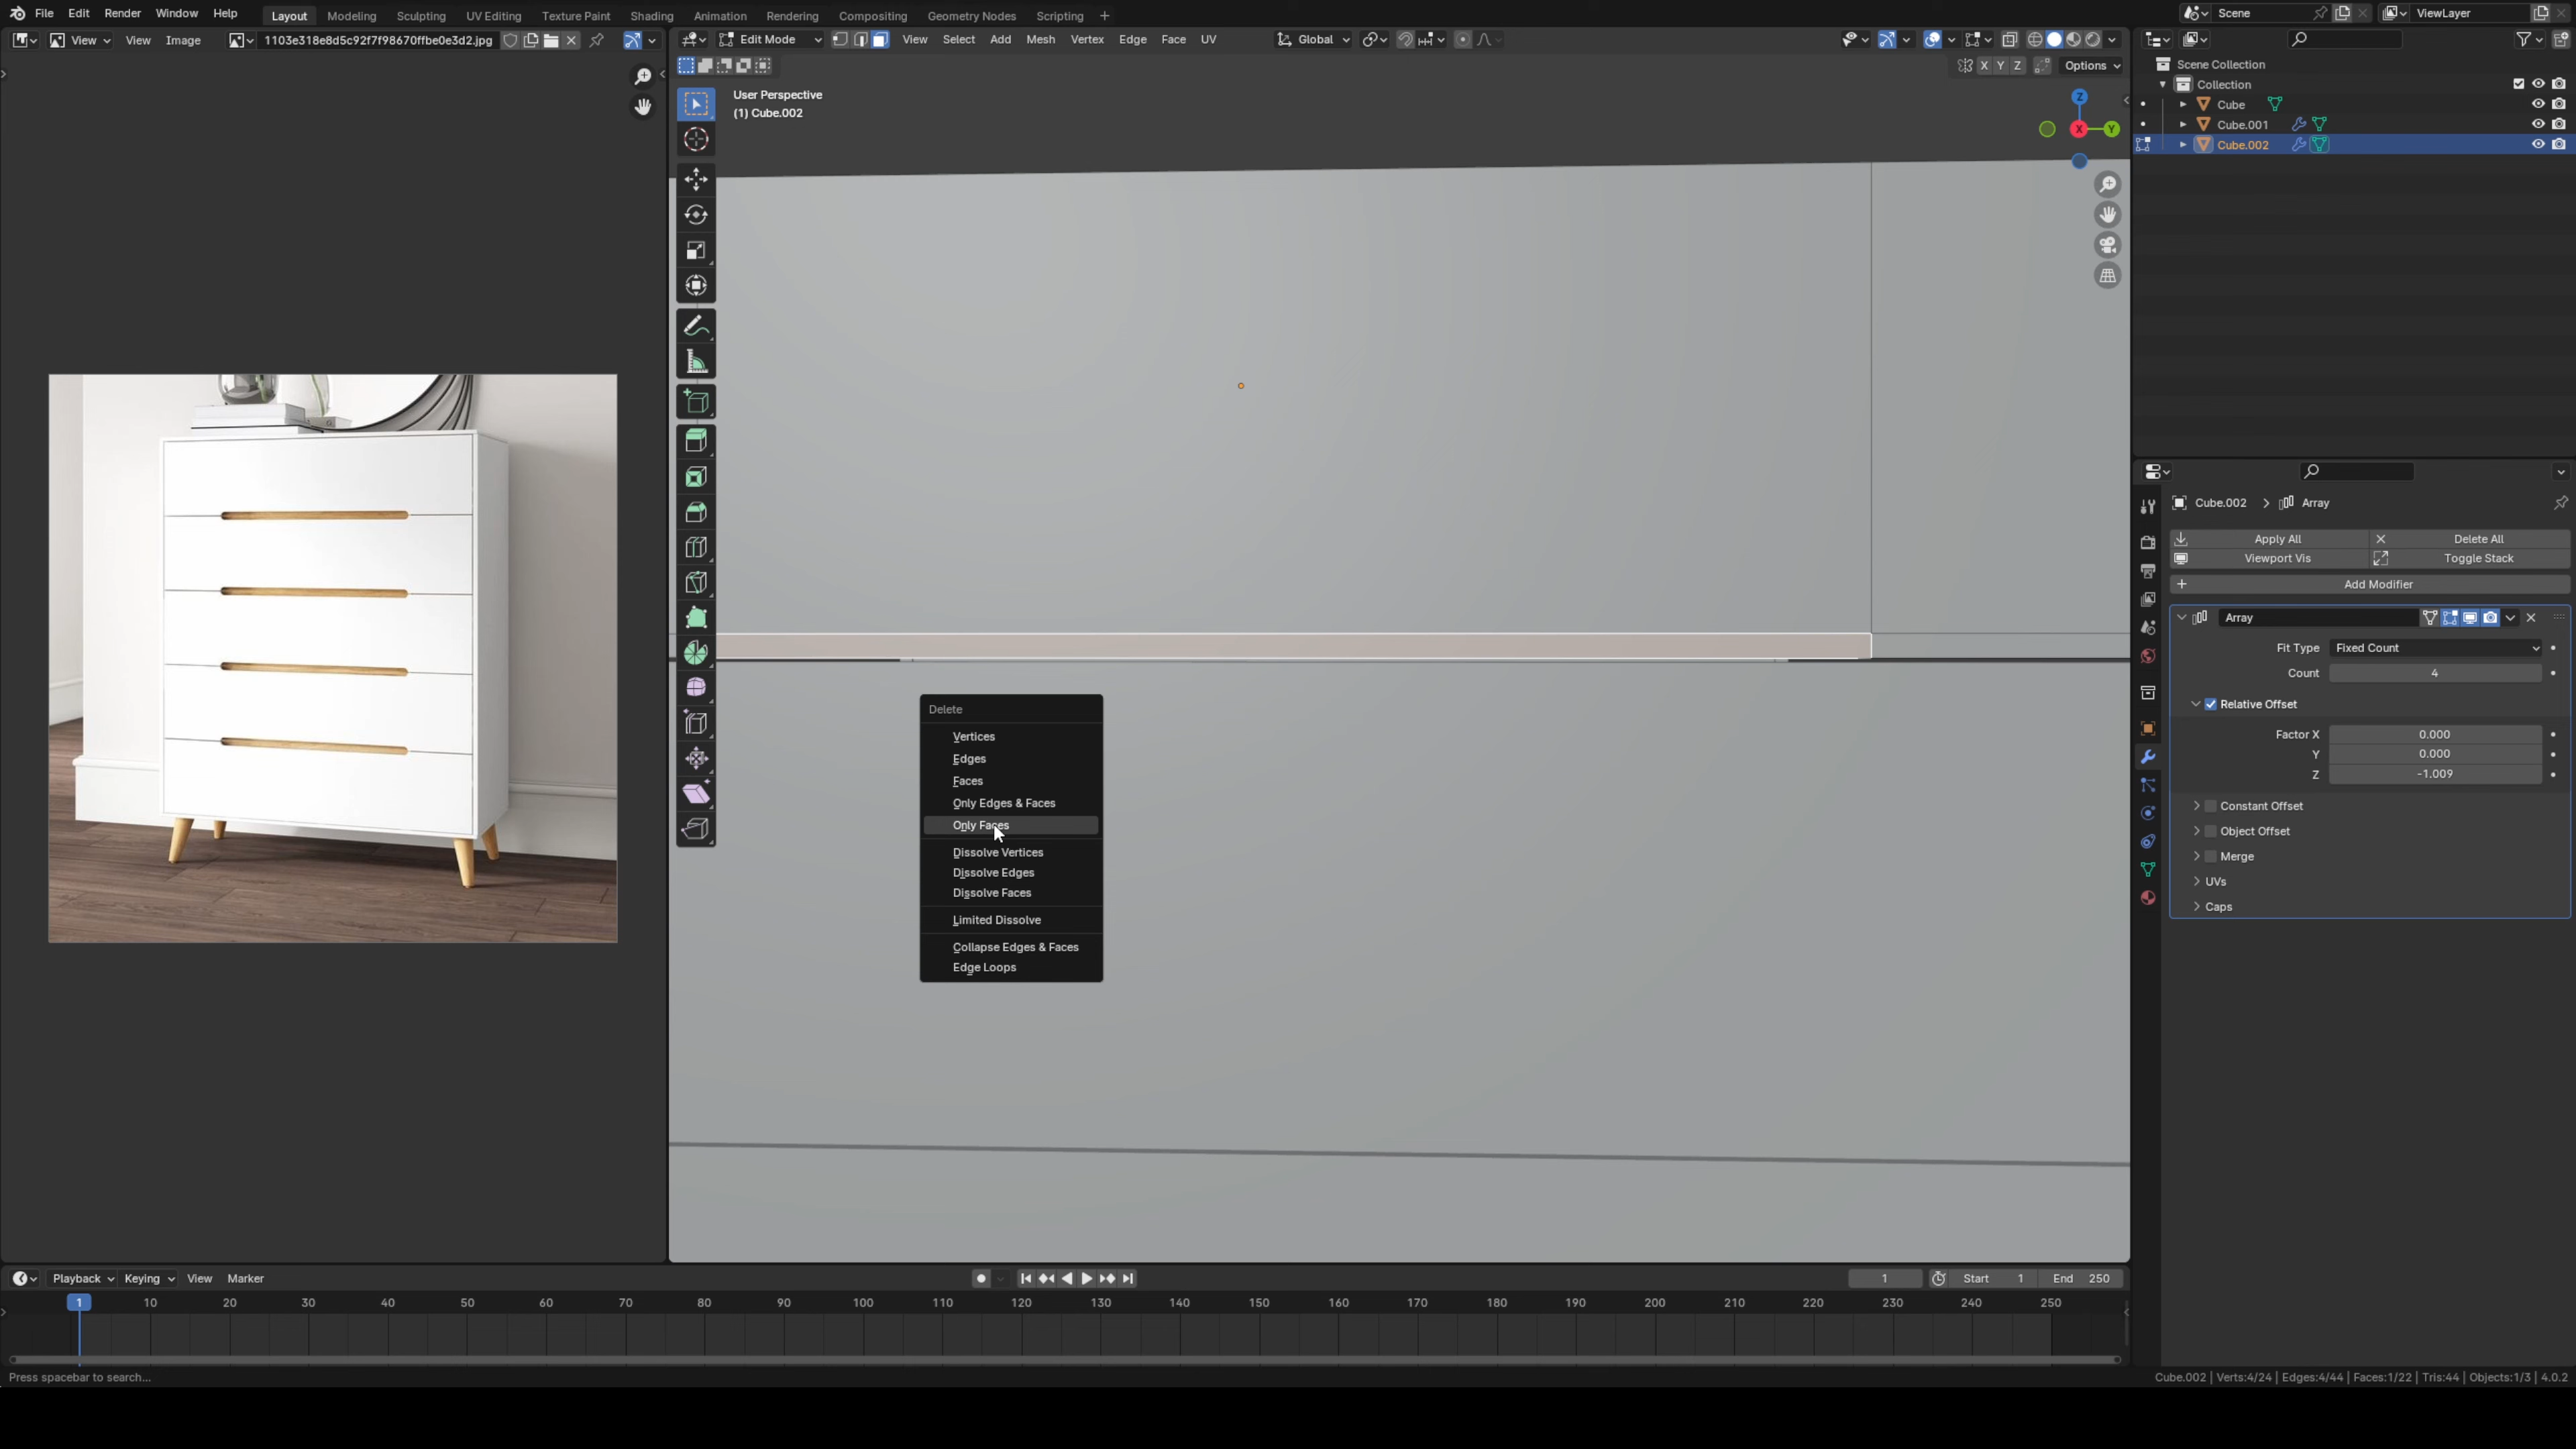 File Edit Render Window Help Layout Modeling Sculpting UV Editing Texture Paint Shading Animation Rendering Compositing Geometry Nodes Scripting + Scene ViewLayer
View View Image 1103e318e8d5c92f7f98670ffbe0e3d2.jpg Edit Mode View Select Add Mesh Vertex Edge Face UV Global
X Y Z Options
User Perspective
(1) Cube.002
Z
X Y
Scene Collection
Collection
Cube
Cube.001
Cube.002
Cube.002 > Array
Apply All Delete All
Viewport Vis Toggle Stack
Add Modifier
Array
Fit Type Fixed Count
Count 4
Relative Offset
Factor X 0.000
Y 0.000
Z -1.009
Constant Offset
Object Offset
Merge
UVs
Caps
Delete
Vertices
Edges
Faces
Only Edges & Faces
Only Faces
Dissolve Vertices
Dissolve Edges
Dissolve Faces
Limited Dissolve
Collapse Edges & Faces
Edge Loops
Playback Keying View Marker 1 Start 1 End 250
1 10 20 30 40 50 60 70 80 90 100 110 120 130 140 150 160 170 180 190 200 210 220 230 240 250
Press spacebar to search...
Cube.002 | Verts:4/24 | Edges:4/44 | Faces:1/22 | Tris:44 | Objects:1/3 | 4.0.2